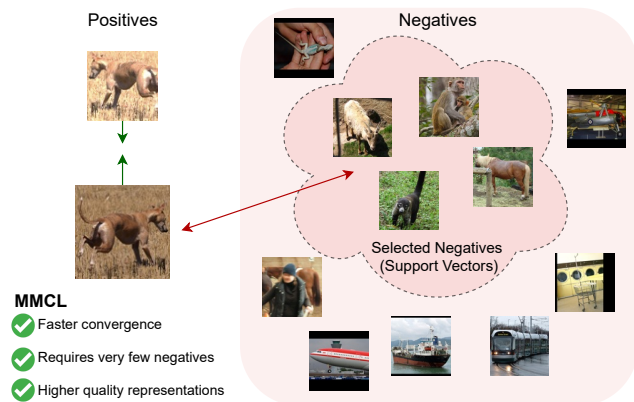 Positives
Negatives
Selected Negatives
(Support Vectors)
MMCL
Faster convergence
Requires very few negatives
Higher quality representations